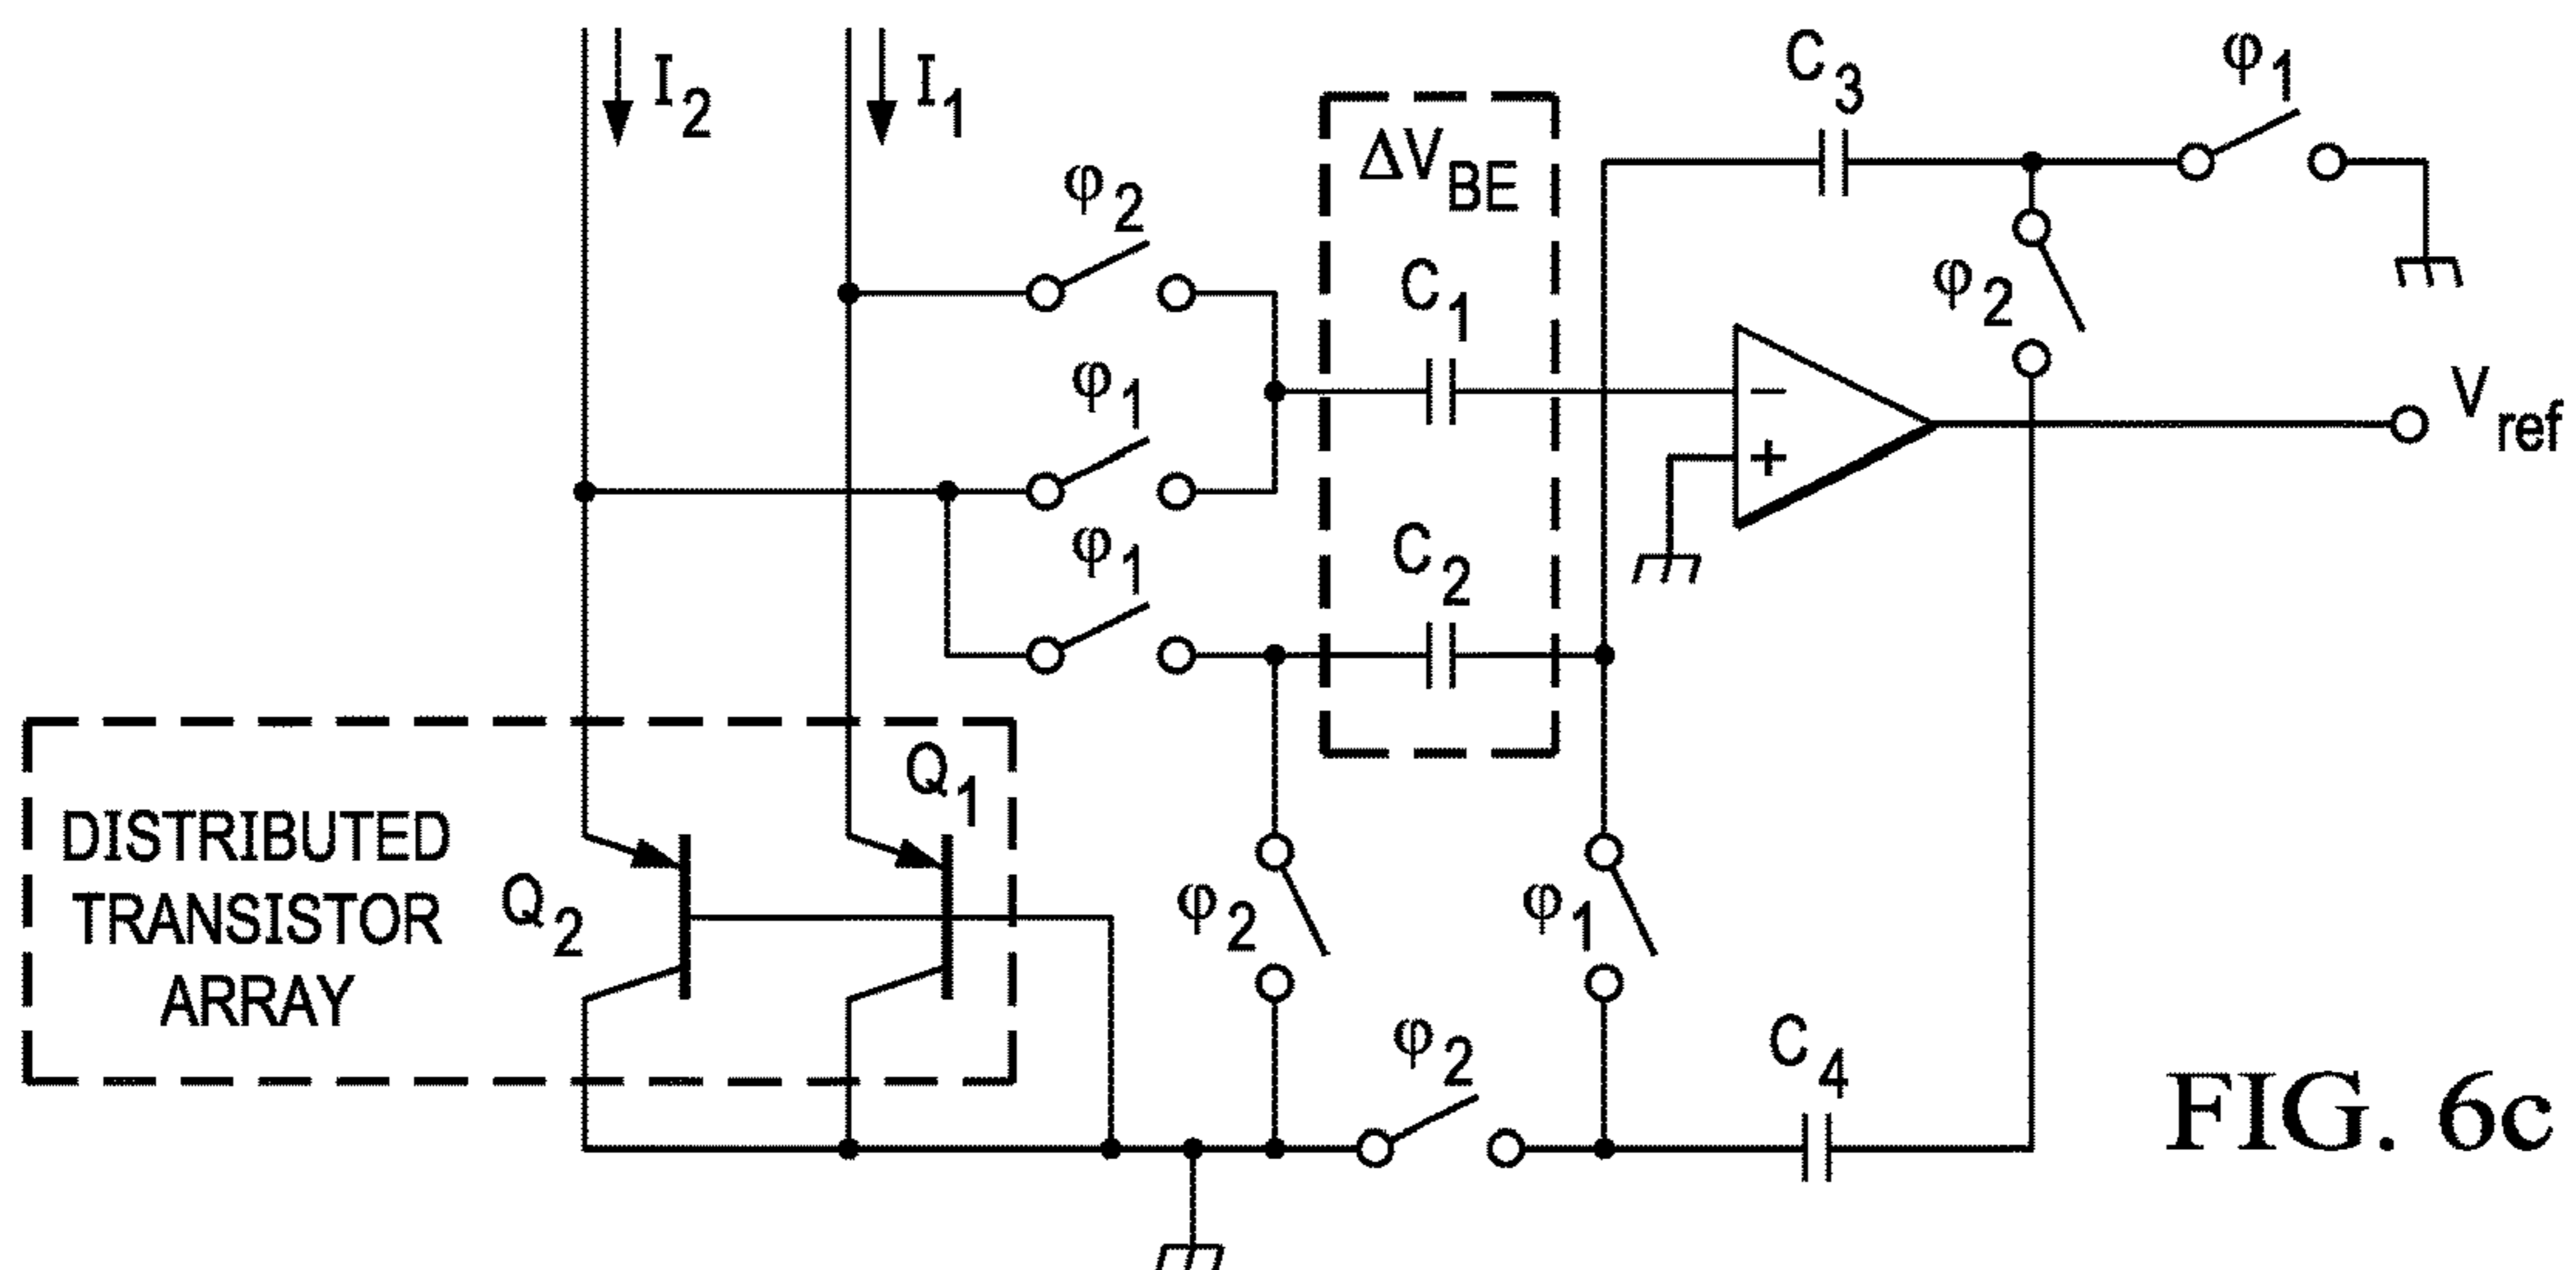 I2
I1
φ2
φ1
φ1
ΔVBE
C1
C2
C3
φ1
φ2
−
+
Vref
Q1
Q2
DISTRIBUTED
TRANSISTOR
ARRAY
φ2
φ1
φ2
C4
FIG. 6c